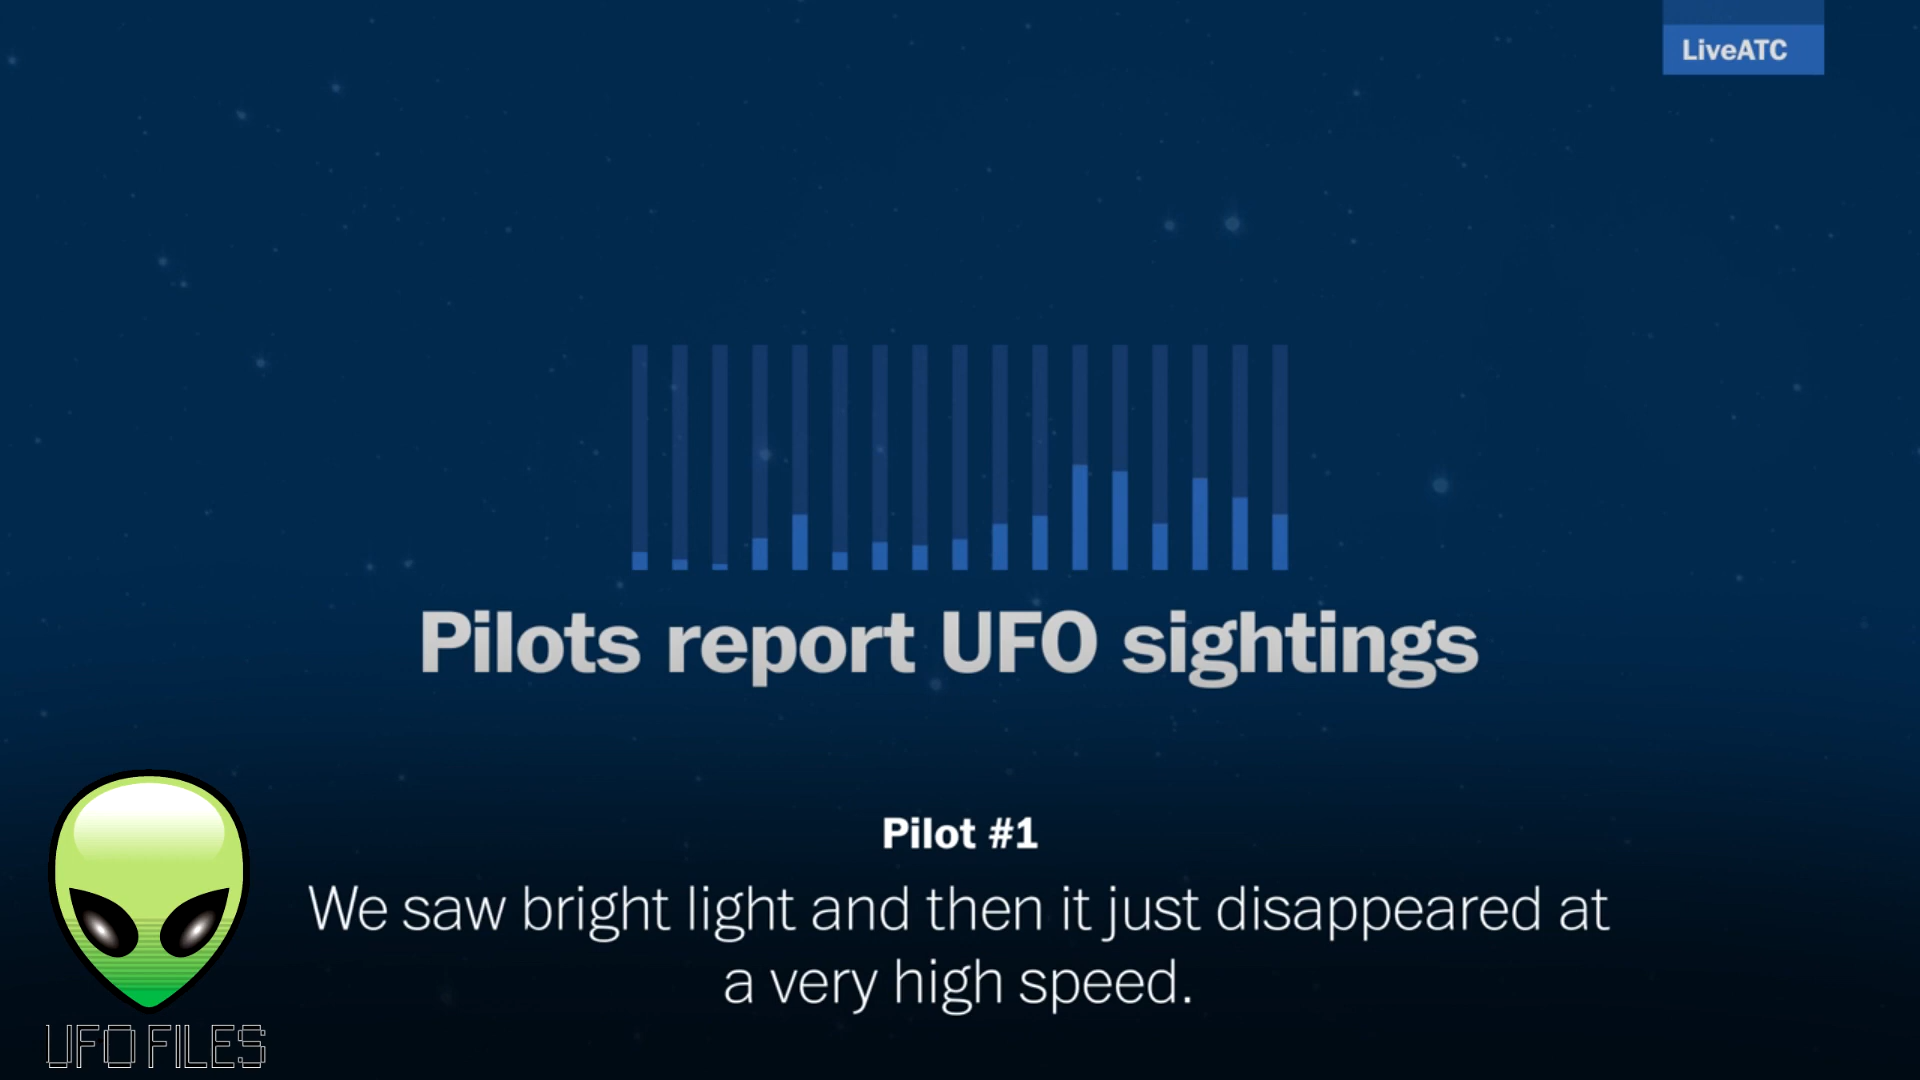 LiveATC
Pilots report UFO sightings
Pilot #1
We saw bright light and then it just disappeared at
a very high speed.
UFO FILES